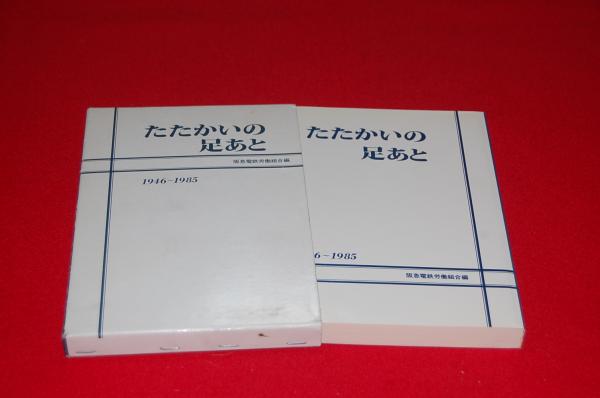 たたかいの
足あと
阪急電鉄労働組合編
1946~1985
たたかいの
足あと
6~1985
阪急電鉄労働組合編